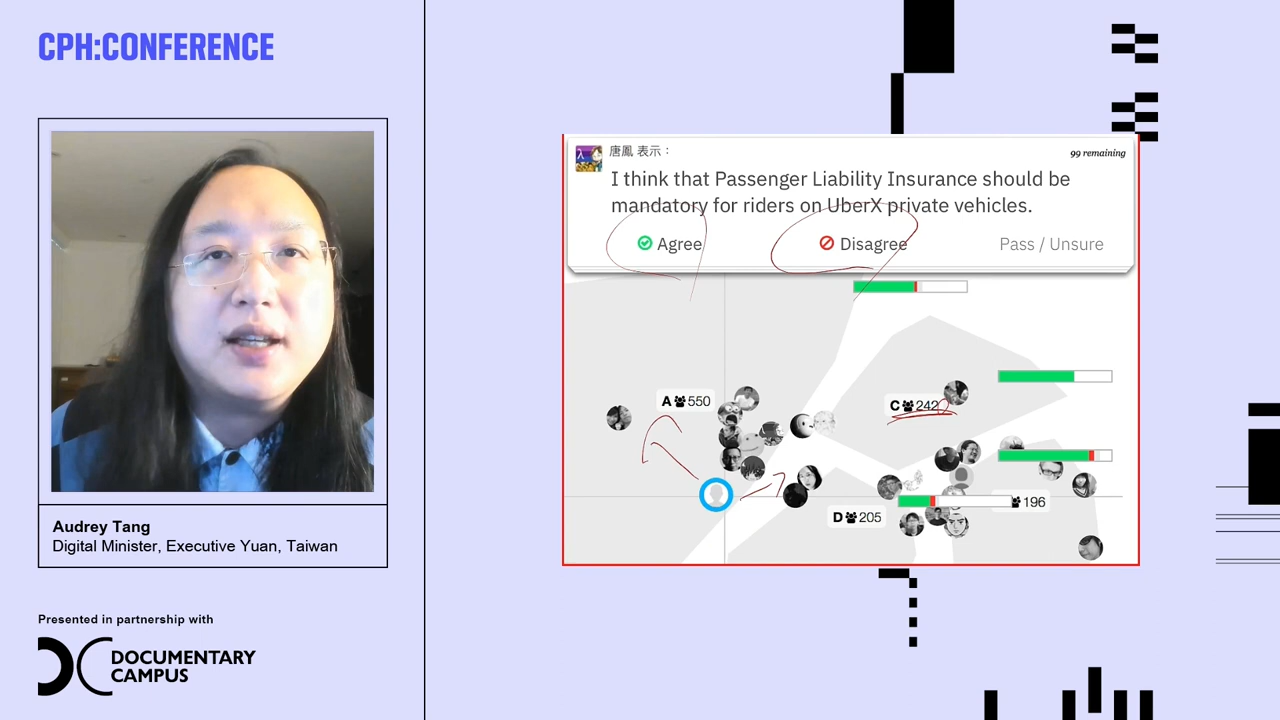 CPH:CONFERENCE
Audrey Tang
Digital Minister, Executive Yuan, Taiwan
Presented in partnership with
DOCUMENTARY
CAMPUS
唐鳳 表示：
99 remaining
I think that Passenger Liability Insurance should be
mandatory for riders on UberX private vehicles.
Agree
Disagree
Pass / Unsure
A 550
C 242
D 205
196